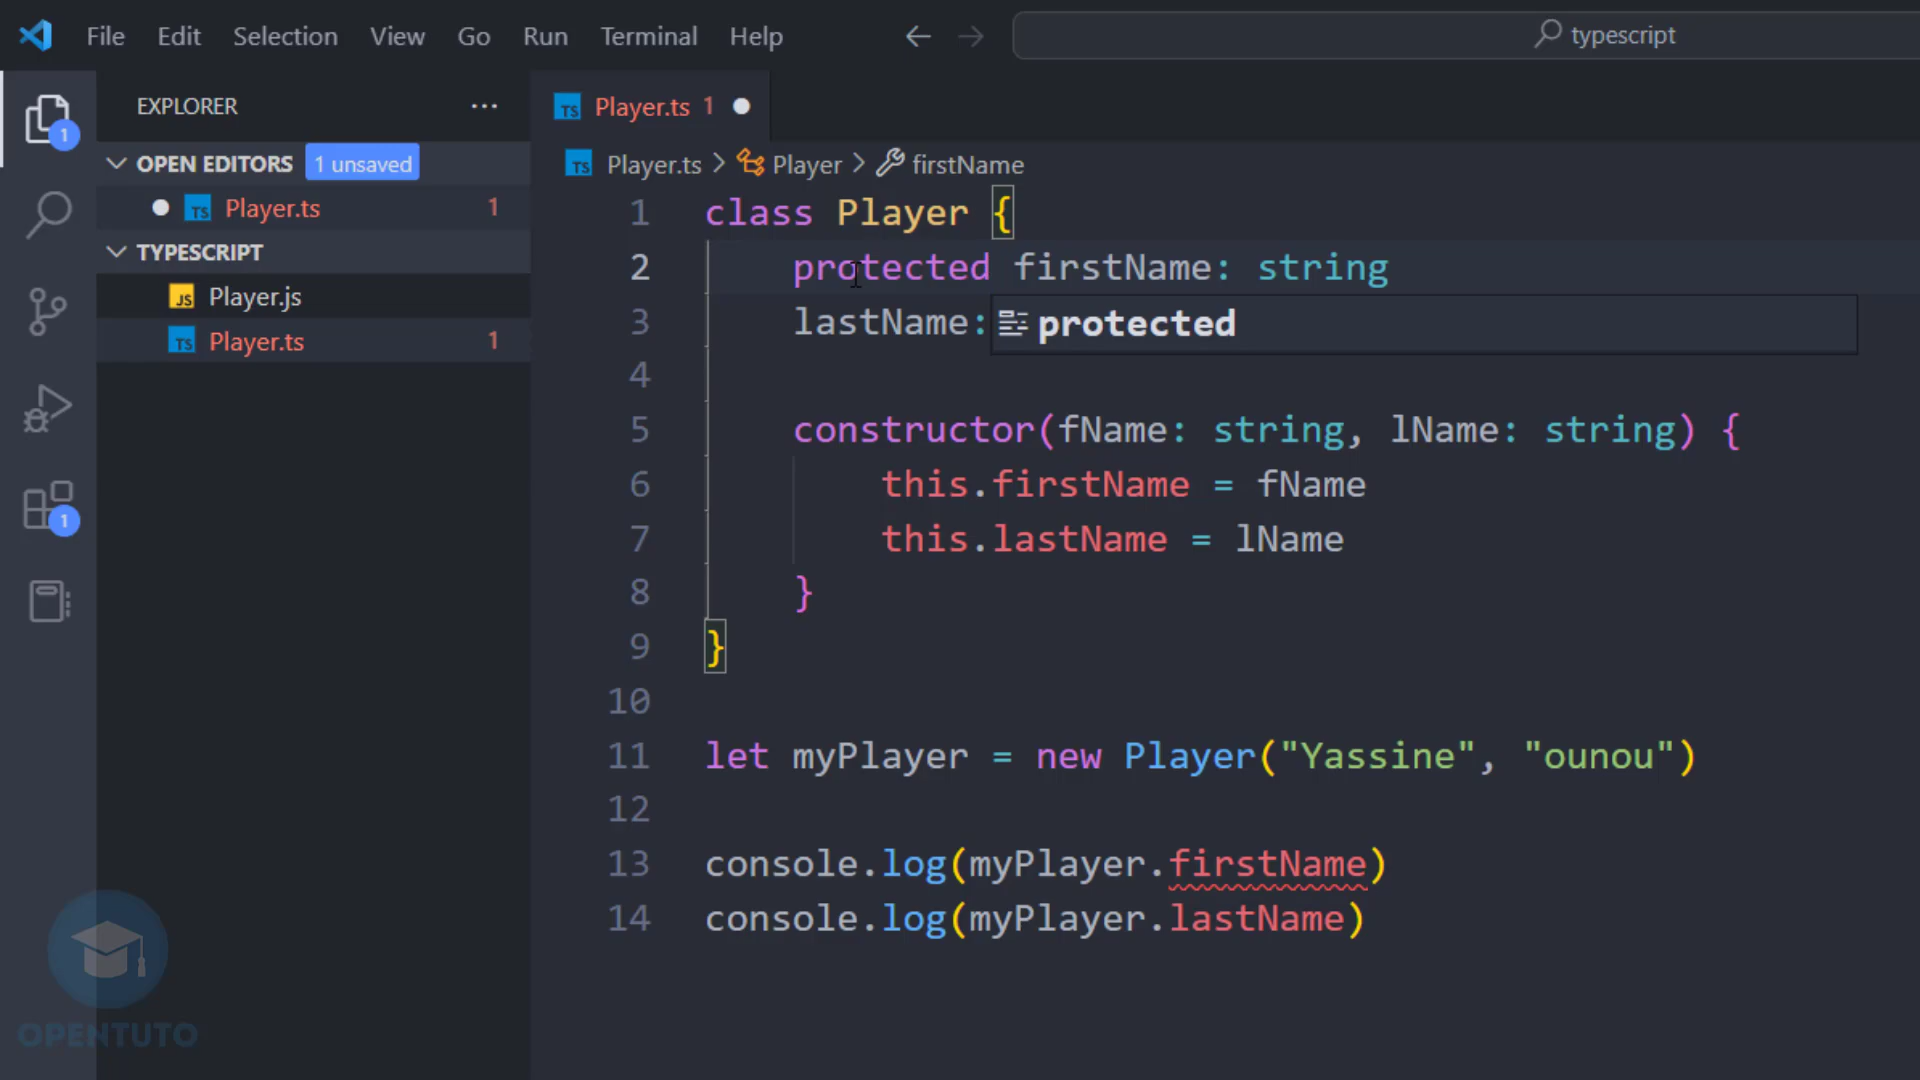 File Edit Selection View Go Run Terminal Help typescript
EXPLORER
OPEN EDITORS 1 unsaved
Player.ts 1
TYPESCRIPT
Player.js
Player.ts 1
1
1
Player.ts 1
Player.ts > Player > firstName
1 class Player {
2 protected firstName: string
3 lastName:
protected
4
5 constructor(fName: string, lName: string) {
6 this.firstName = fName
7 this.lastName = lName
8 }
9 }
10
11 let myPlayer = new Player("Yassine", "ounou")
12
13 console.log(myPlayer.firstName)
14 console.log(myPlayer.lastName)
OPENTUTO